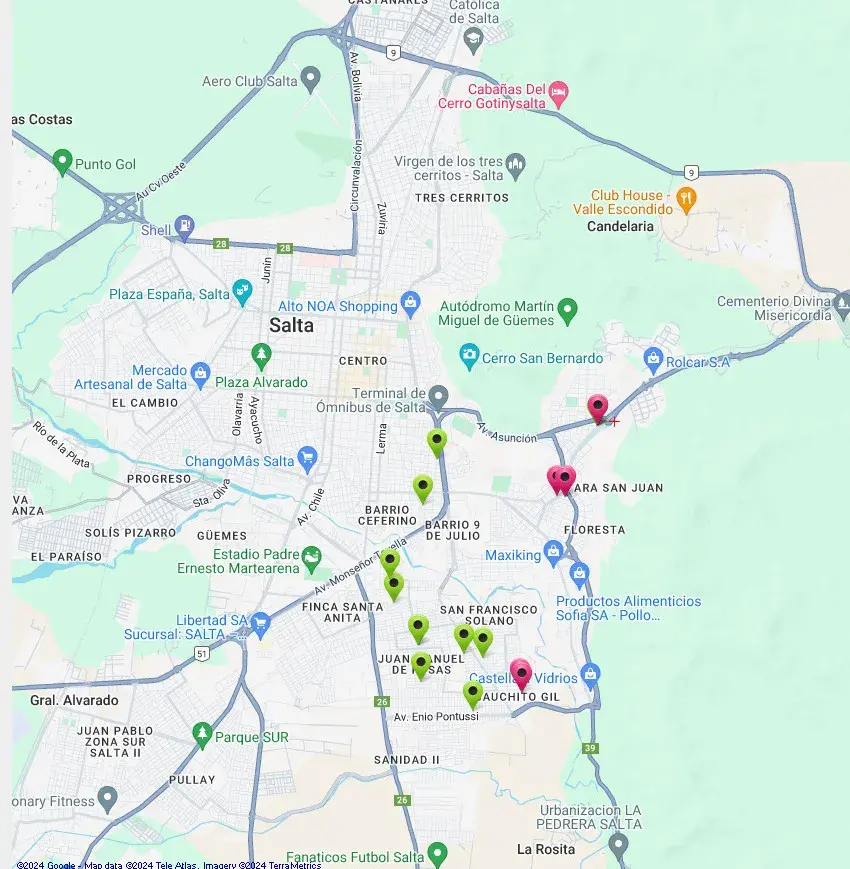 CASTAÑARES
Católica
de Salta
9
Av. Bolivia
Aero Club Salta
Cabañas Del
Cerro Gotinysalta
as Costas
Punto Gol
Au Cv. Oeste
Circunvalación
Virgen de los tres
cerritos - Salta
9
TRES CERRITOS
Club House -
Valle Escondido
Candelaria
Zuviria
Shell
28
28
Junin
Plaza España, Salta
Alto NOA Shopping
Autódromo Martín
Miguel de Güemes
Cementerio Divina
Misericordia
Salta
CENTRO
Cerro San Bernardo
Rolcar S.A
Mercado
Artesanal de Salta
Plaza Alvarado
EL CAMBIO
Olavarria
Ayacucho
Terminal de
Ómnibus de Salta
Lerma
Av. Asunción
Río de la Plata
ChangoMâs Salta
PROGRESO
Sta. Oliva
Av. Chile
VA
ANZA
ARA SAN JUAN
SOLÍS PIZARRO
GÜEMES
BARRIO
CEFERINO
BARRIO 9
DE JULIO
FLORESTA
EL PARAÍSO
Estadio Padre
Ernesto Martearena
Av. Monseñor Tavella
Maxiking
FINCA SANTA
ANITA
SAN FRANCISCO
SOLANO
Productos Alimenticios
Sofia SA - Pollo...
Libertad SA
Sucursal: SALTA –...
51
JUAN MANUEL
DE ROSAS
Castella Vidrios
GAUCHITO GIL
Gral. Alvarado
26
Av. Enio Pontussi
JUAN PABLO
ZONA SUR
SALTA II
Parque SUR
39
SANIDAD II
PULLAY
onary Fitness
26
Urbanizacion LA
PEDRERA SALTA
La Rosita
Fanaticos Futbol Salta
©2024 Google - Map data ©2024 Tele Atlas, Imagery ©2024 TerraMetrics